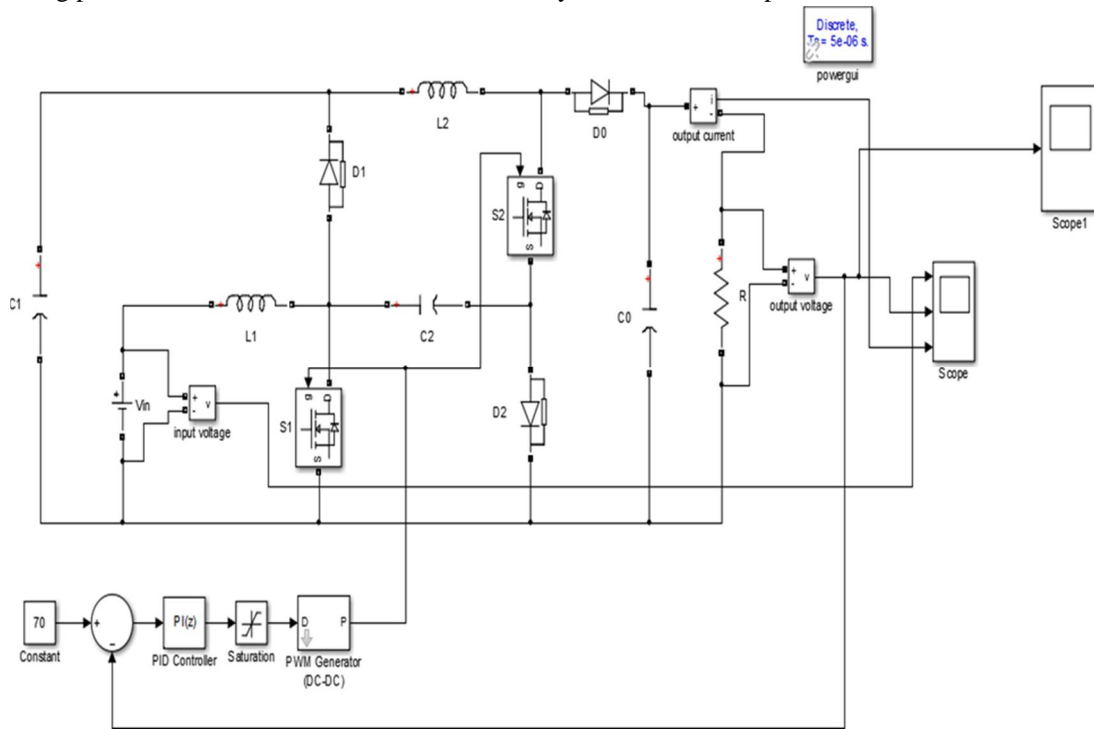 Discrete,
Ts = 5e-06 s.
powergui
L2
D0
i
+
-
output current
D1
g
D
S2
S
Scope1
C1
L1
C2
C0
R
+
-
v
output voltage
Scope
+
Vin
+
-
v
input voltage
g
D
S1
S
D2
70
Constant
+
-
PI(z)
PID Controller
Saturation
D
P
PWM Generator
(DC-DC)